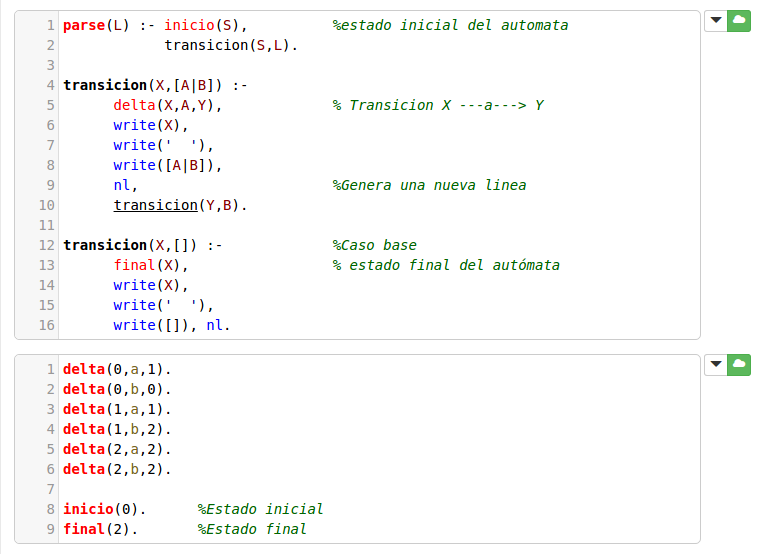 1 parse(L) :- inicio(S),          %estado inicial del automata
2             transicion(S,L).
3
4 transicion(X,[A|B]) :-
5       delta(X,A,Y),             % Transicion X ---a---> Y
6       write(X),
7       write('  '),
8       write([A|B]),
9       nl,                       %Genera una nueva linea
10       transicion(Y,B).
11
12 transicion(X,[]) :-             %Caso base
13       final(X),                 % estado final del autómata
14       write(X),
15       write('  '),
16       write([]), nl.
1 delta(0,a,1).
2 delta(0,b,0).
3 delta(1,a,1).
4 delta(1,b,2).
5 delta(2,a,2).
6 delta(2,b,2).
7
8 inicio(0).      %Estado inicial
9 final(2).       %Estado final